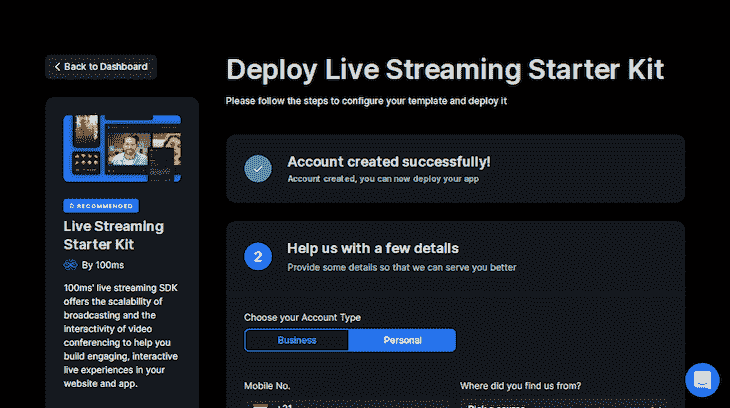 Back to Dashboard
Deploy Live Streaming Starter Kit
Please follow the steps to configure your template and deploy it
RECOMMENDED
Live Streaming
Starter Kit
By 100ms
100ms' live streaming SDK
offers the scalability of
broadcasting and the
interactivity of video
conferencing to help you
build engaging, interactive
live experiences in your
website and app.
Account created successfully!
Account created, you can now deploy your app
2
Help us with a few details
Provide some details so that we can serve you better
Choose your Account Type
Business
Personal
Mobile No.
Where did you find us from?